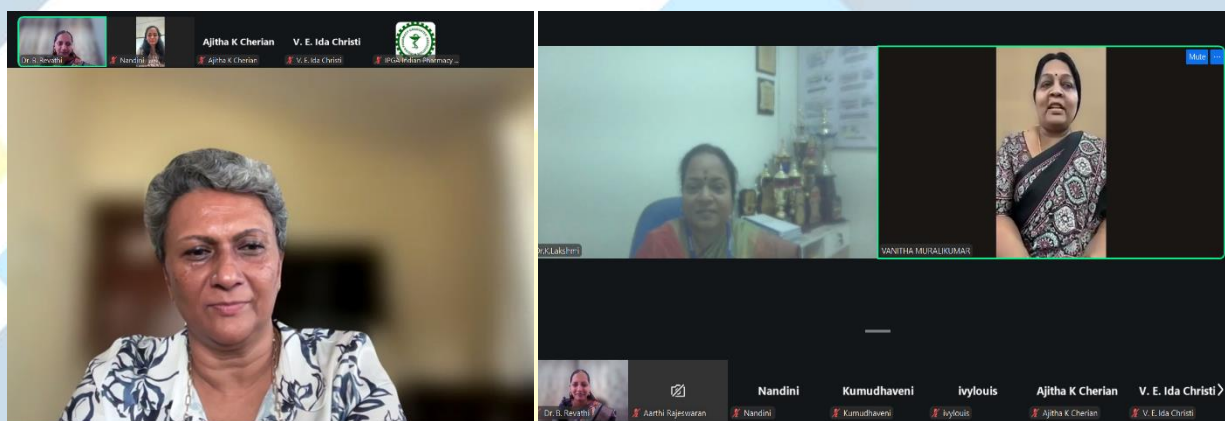 Ajitha K Cherian
V. E. Ida Christi
Dr. B. Revathi
Nandini
Ajitha K Cherian
V. E. Ida Christi
IPGA Indian Pharmacy ...
Mute
Dr.K.Lakshmi
VANITHA MURALIKUMAR
Nandini
Kumudhaveni
ivylouis
Ajitha K Cherian
V. E. Ida Christi
Dr. B. Revathi
Aarthi Rajeswaran
Nandini
Kumudhaveni
ivylouis
Ajitha K Cherian
V. E. Ida Christi